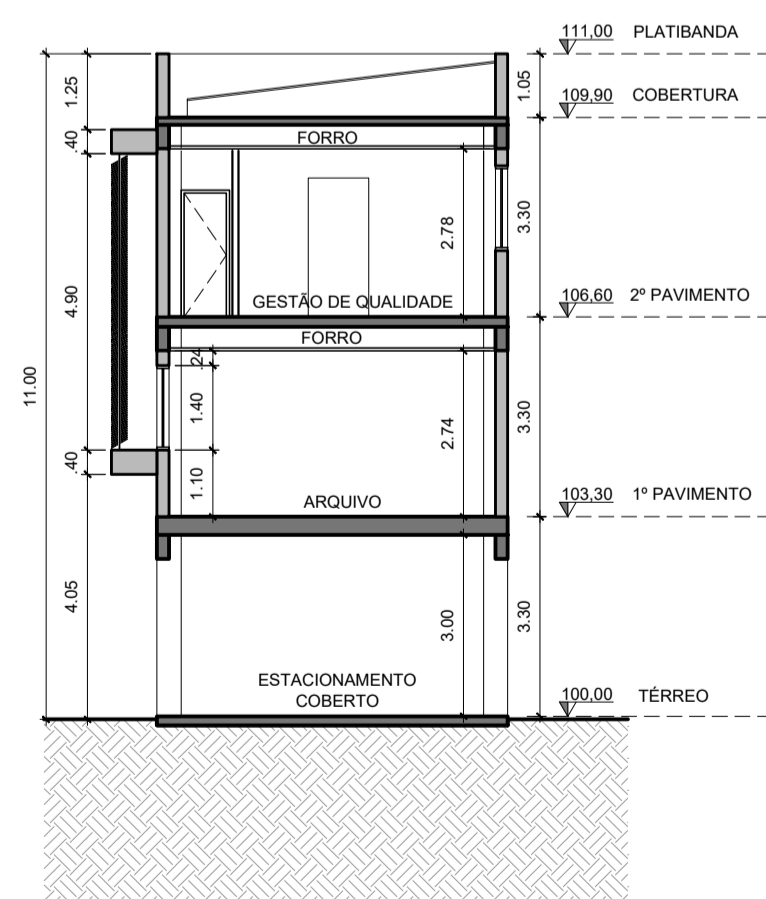 111,00 PLATIBANDA
1.25
1.05
109,90 COBERTURA
.40
FORRO
3.30
2.78
4.90
GESTÃO DE QUALIDADE
106,60 2º PAVIMENTO
FORRO
.24
11.00
1.40
2.74
3.30
.40
1.10
ARQUIVO
103,30 1º PAVIMENTO
4.05
3.00
3.30
ESTACIONAMENTO
COBERTO
100,00 TÉRREO